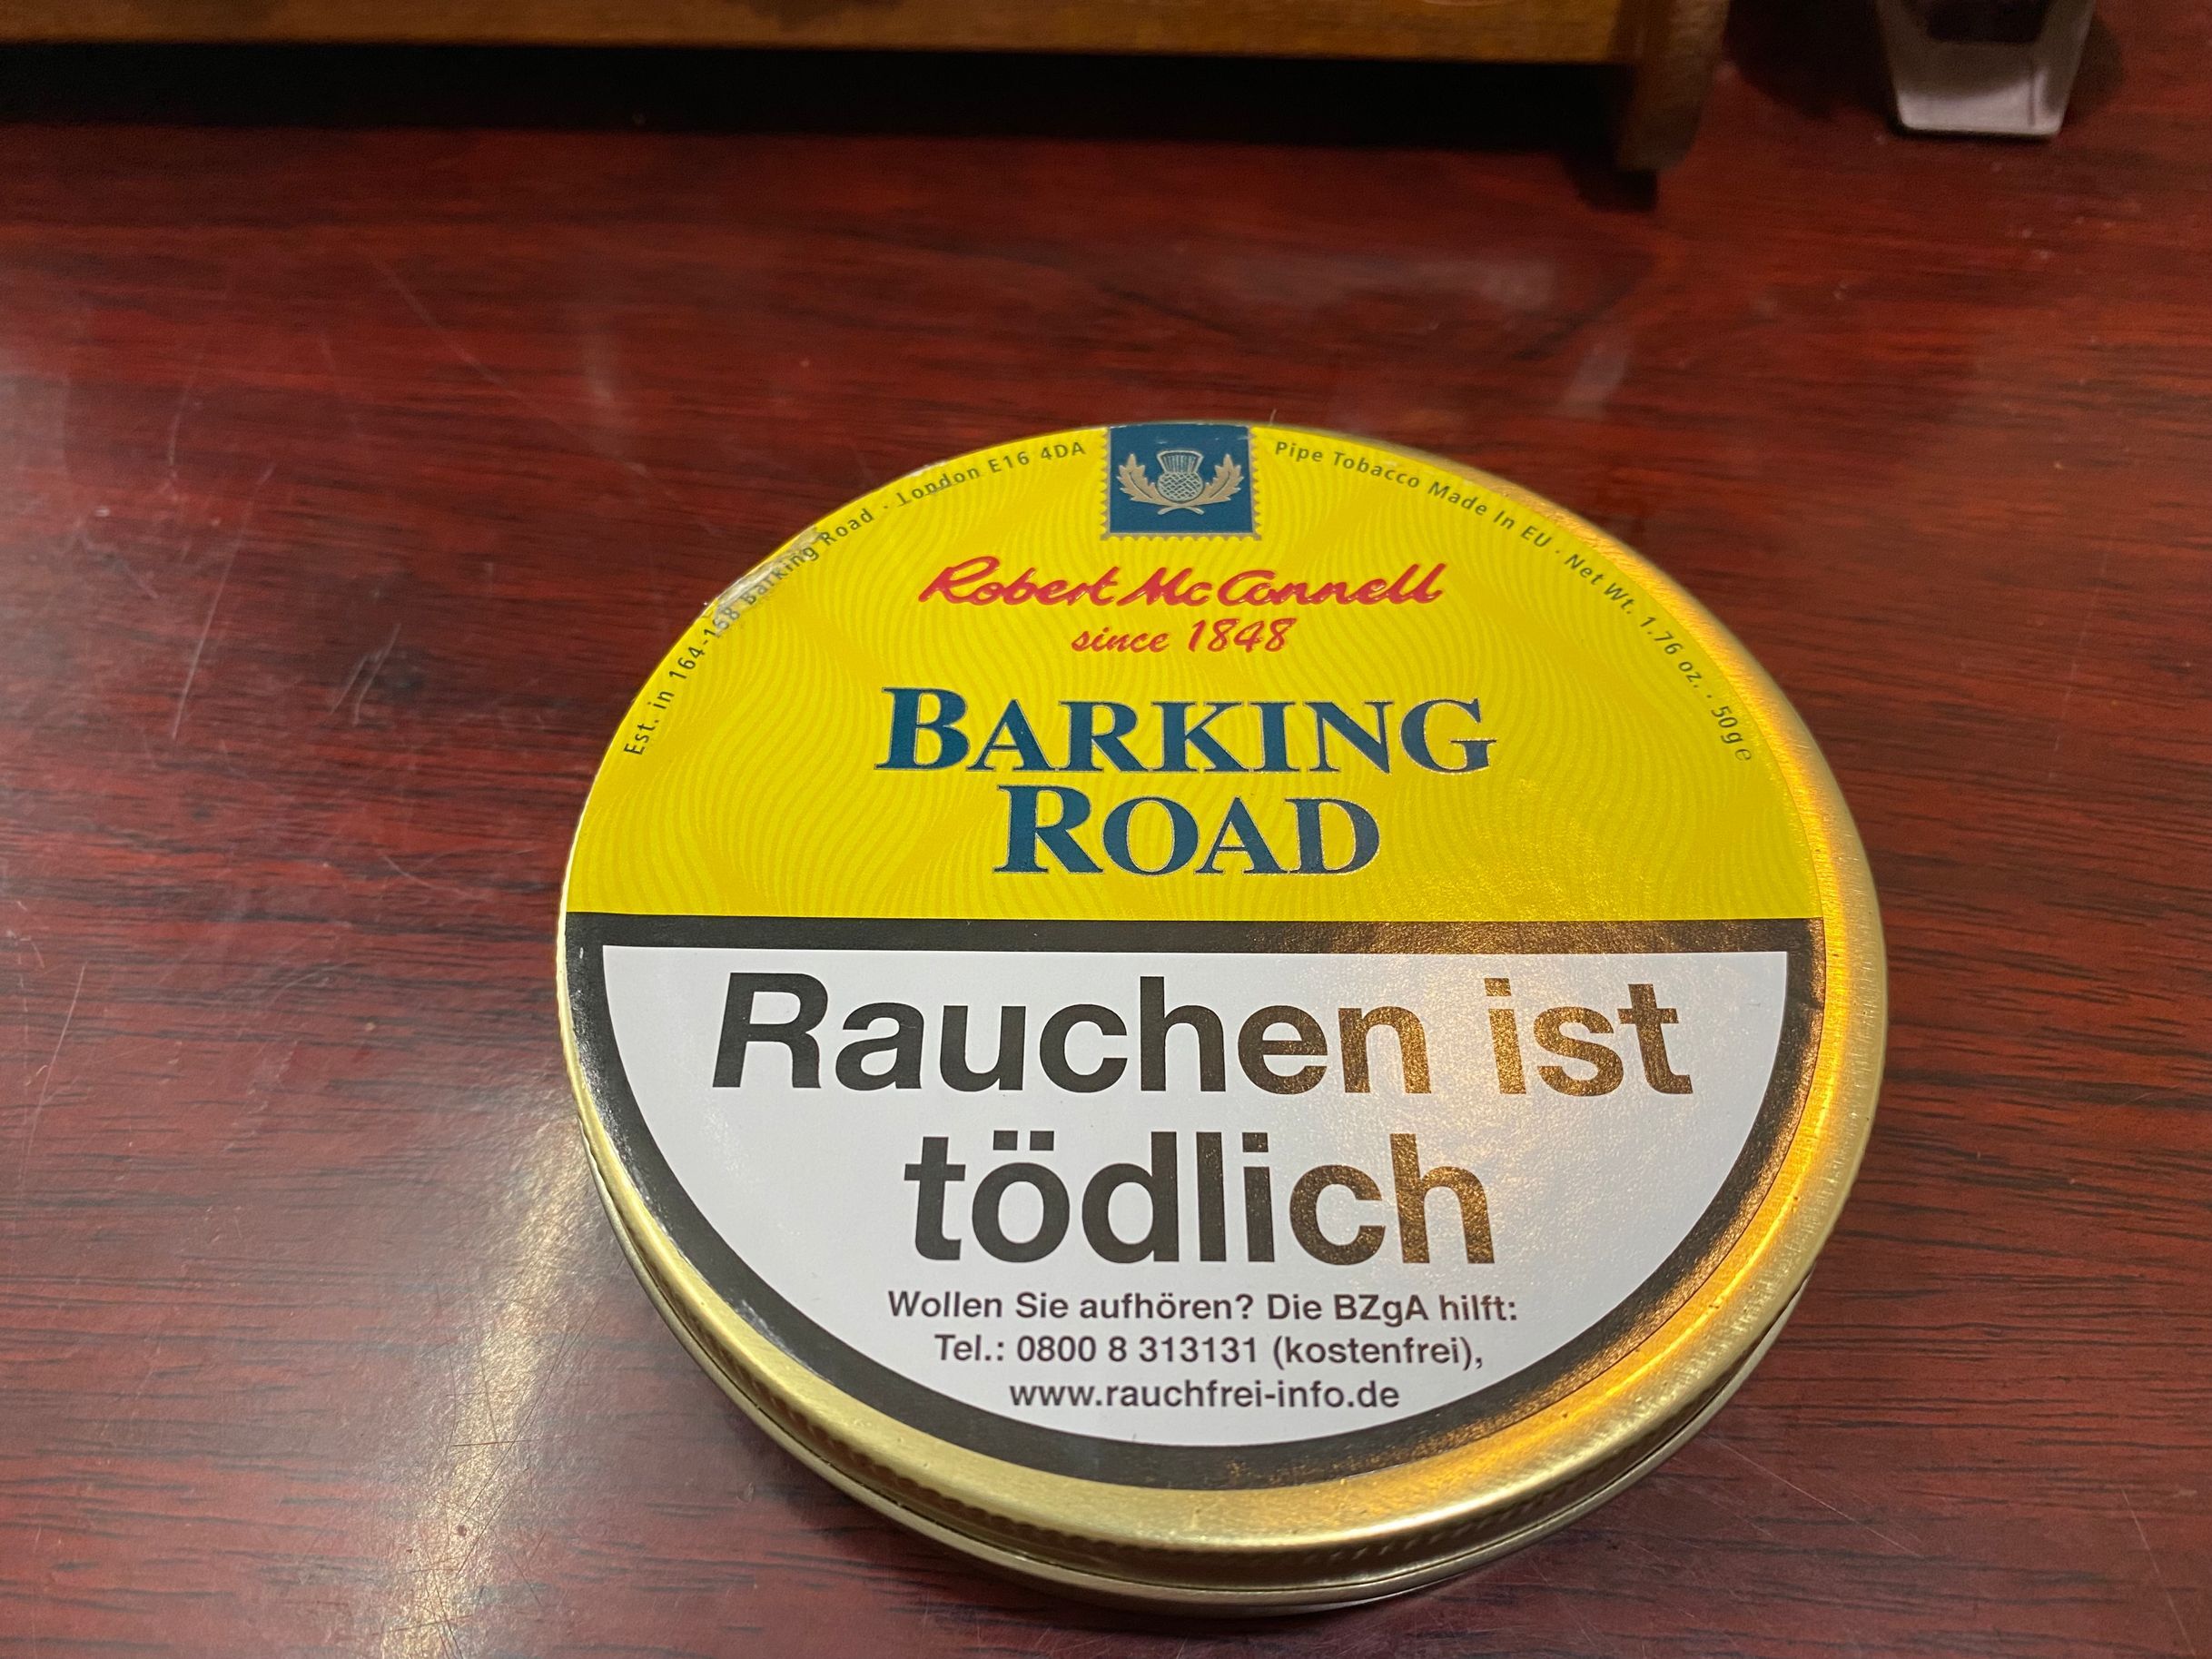 Est. in 164-168 Barking Road · London E16 4DA
Pipe Tobacco Made In EU · Net Wt. 1.76 oz. · 50g e
Robert McConnell
since 1848
BARKING
ROAD
Rauchen ist
tödlich
Wollen Sie aufhören? Die BZgA hilft:
Tel.: 0800 8 313131 (kostenfrei),
www.rauchfrei-info.de